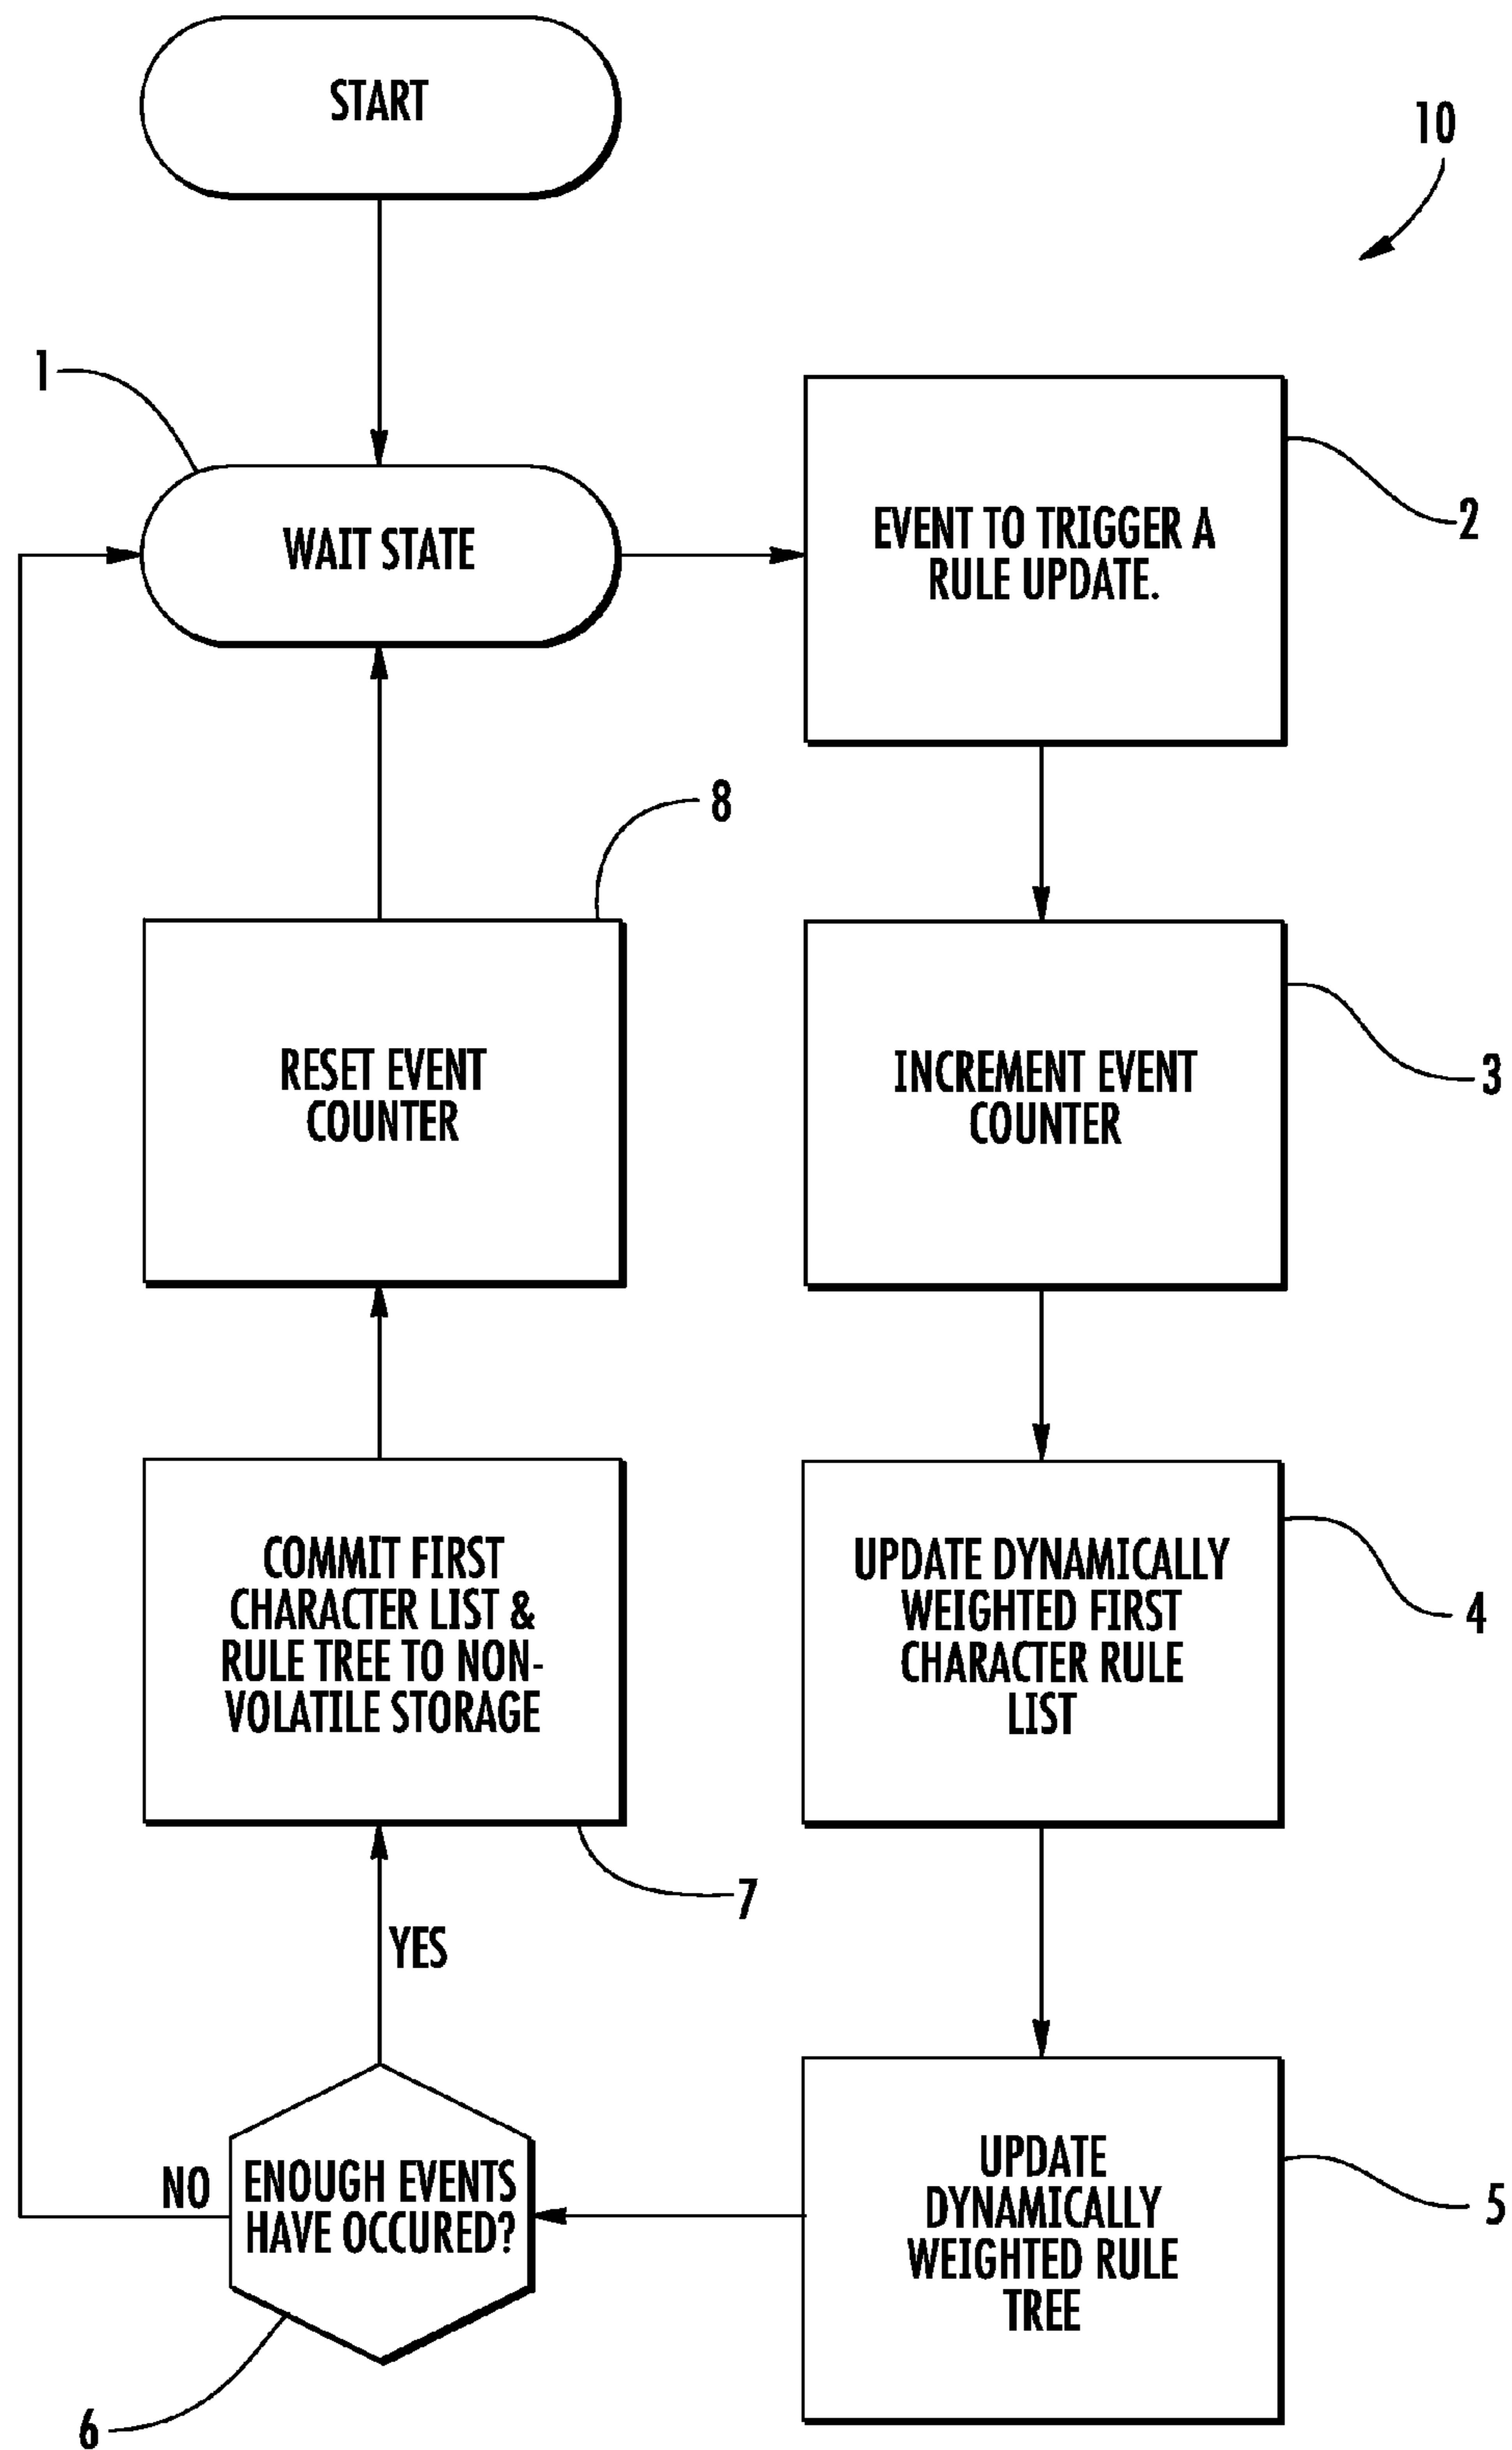 START
10
1
WAIT STATE
EVENT TO TRIGGER A
RULE UPDATE.
2
8
RESET EVENT
COUNTER
INCREMENT EVENT
COUNTER
3
COMMIT FIRST
CHARACTER LIST &
RULE TREE TO NON-
VOLATILE STORAGE
UPDATE DYNAMICALLY
WEIGHTED FIRST
CHARACTER RULE
LIST
4
7
YES
NO
ENOUGH EVENTS
HAVE OCCURED?
UPDATE
DYNAMICALLY
WEIGHTED RULE
TREE
5
6